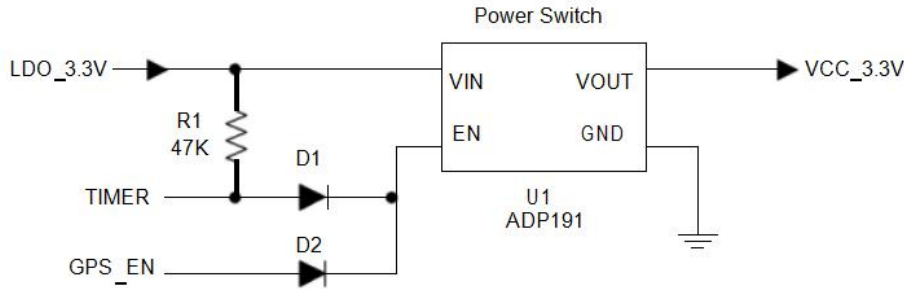 Power Switch
LDO_3.3V
VIN
VOUT
VCC_3.3V
R1
47K
EN
GND
D1
TIMER
U1
ADP191
D2
GPS_EN